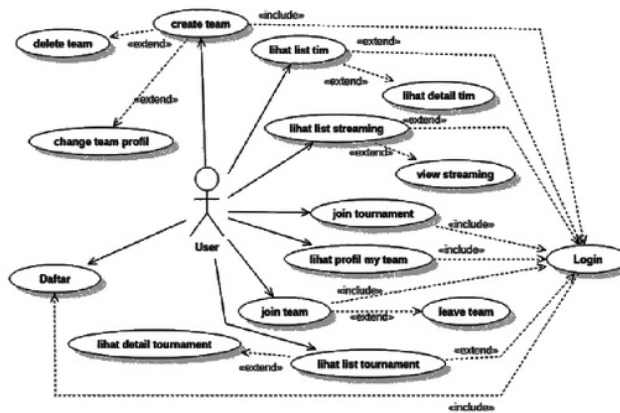 create team
«include»
delete team
«extend»
lihat list tim
«extend»
«extend»
lihat detail tim
«extend»
change team profil
lihat list streaming
«extend»
«extend»
view streaming
join tournament
«include»
User
lihat profil my team
«include»
Login
Daftar
«include»
join team
«extend»
leave team
lihat detail tournament
«extend»
lihat list tournament
«extend»
«include»